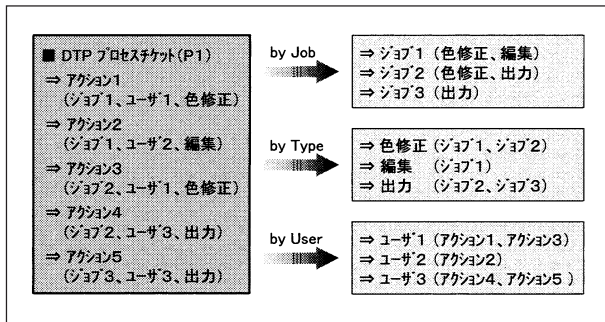 ■ DTP プロセスチケット(P1)
⇒ アクション1
(ジョブ1、ユーザ1、色修正)
⇒ アクション2
(ジョブ1、ユーザ2、編集)
⇒ アクション3
(ジョブ2、ユーザ1、色修正)
⇒ アクション4
(ジョブ2、ユーザ3、出力)
⇒ アクション5
(ジョブ3、ユーザ3、出力)
by Job
⇒ ジョブ1 (色修正、編集)
⇒ ジョブ2 (色修正、出力)
⇒ ジョブ3 (出力)
by Type
⇒ 色修正 (ジョブ1、ジョブ2)
⇒ 編集 (ジョブ1)
⇒ 出力 (ジョブ2、ジョブ3)
by User
⇒ ユーザ1 (アクション1、アクション3)
⇒ ユーザ2 (アクション2)
⇒ ユーザ3 (アクション4、アクション5 )